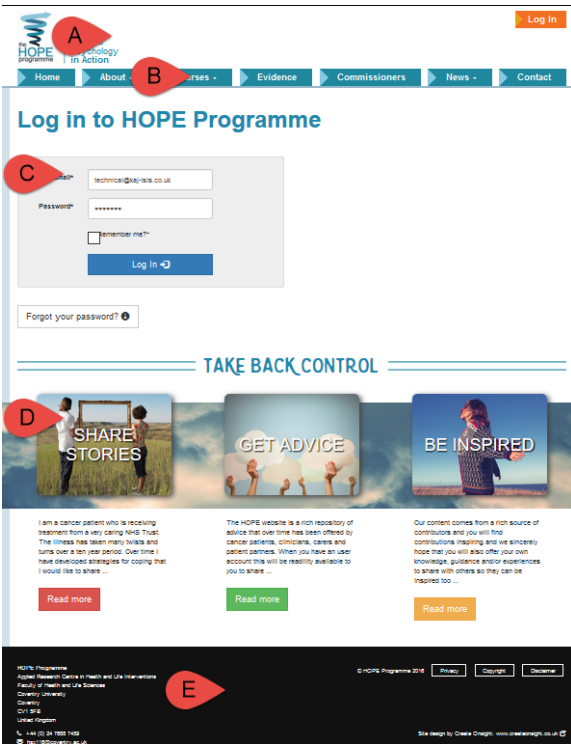 A
Log In
the
HOPE
programme
ychology
in Action
Home
About
B
urses
Evidence
Commissioners
News
Contact
Log in to HOPE Programme
C
mail*
technical@kaj-isis.co.uk
Password*
*******
Remember me?*
Log In
Forgot your password?
TAKE BACK CONTROL
D
SHARE
STORIES
GET ADVICE
BE INSPIRED
I am a cancer patient who is receiving
treatment from a very caring NHS Trust.
The illness has taken many twists and
turns over a ten year period. Over time I
have developed strategies for coping that
I would like to share ...
Read more
The HOPE website is a rich repository of
advice that over time has been offered by
cancer patients, clinicians, carers and
patient partners. When you have an user
account this will be readilly available to
you to share ...
Read more
Our content comes from a rich source of
contributors and you will find
contributions inspiring and we sincerely
hope that you will also offer your own
knowledge, guidance and/or experiences
to share with others so they can be
inspired too ...
Read more
E
HOPE Programme
Applied Research Centre in Health and Life Interventions
Faculty of Health and Life Sciences
Coventry University
Coventry
CV1 5FB
United Kingdom
+44 (0) 24 7688 7459
© HOPE Programme 2016
Privacy
Copyright
Disclaimer
Site design by Create Onsight: www.createonsight.co.uk